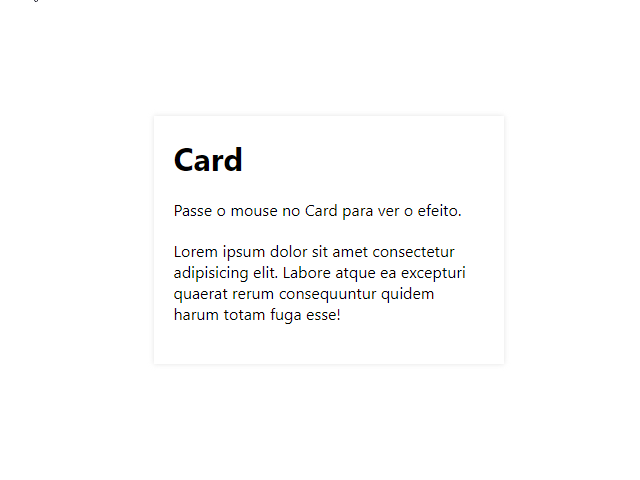 Card
Passe o mouse no Card para ver o efeito.
Lorem ipsum dolor sit amet consectetur
adipisicing elit. Labore atque ea excepturi
quaerat rerum consequuntur quidem
harum totam fuga esse!